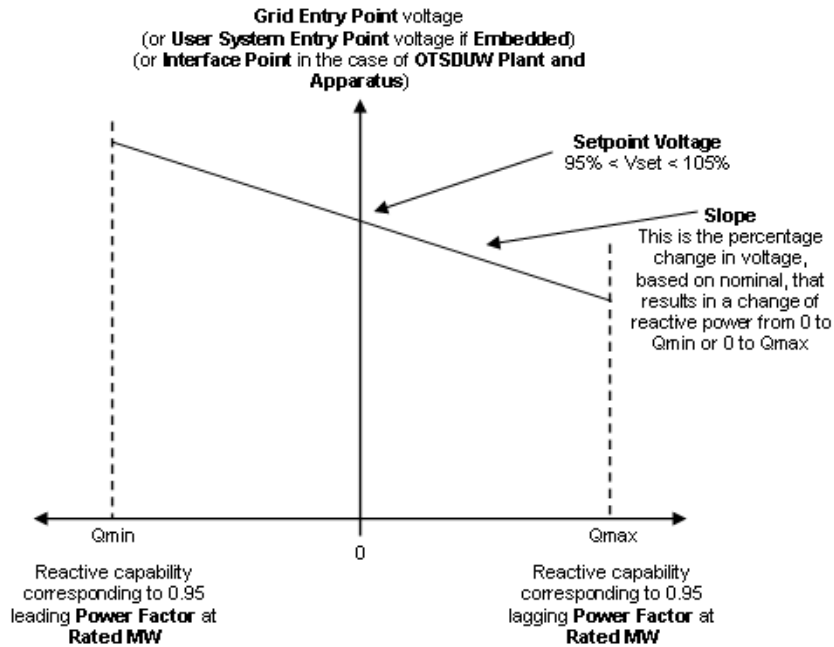 Grid Entry Point voltage
(or User System Entry Point voltage if Embedded)
(or Interface Point in the case of OTSDUW Plant and
Apparatus)
Setpoint Voltage
95% < Vset < 105%
Slope
This is the percentage
change in voltage,
based on nominal, that
results in a change of
reactive power from 0 to
Qmin or 0 to Qmax
Qmin
0
Qmax
Reactive capability
corresponding to 0.95
leading Power Factor at
Rated MW
Reactive capability
corresponding to 0.95
lagging Power Factor at
Rated MW